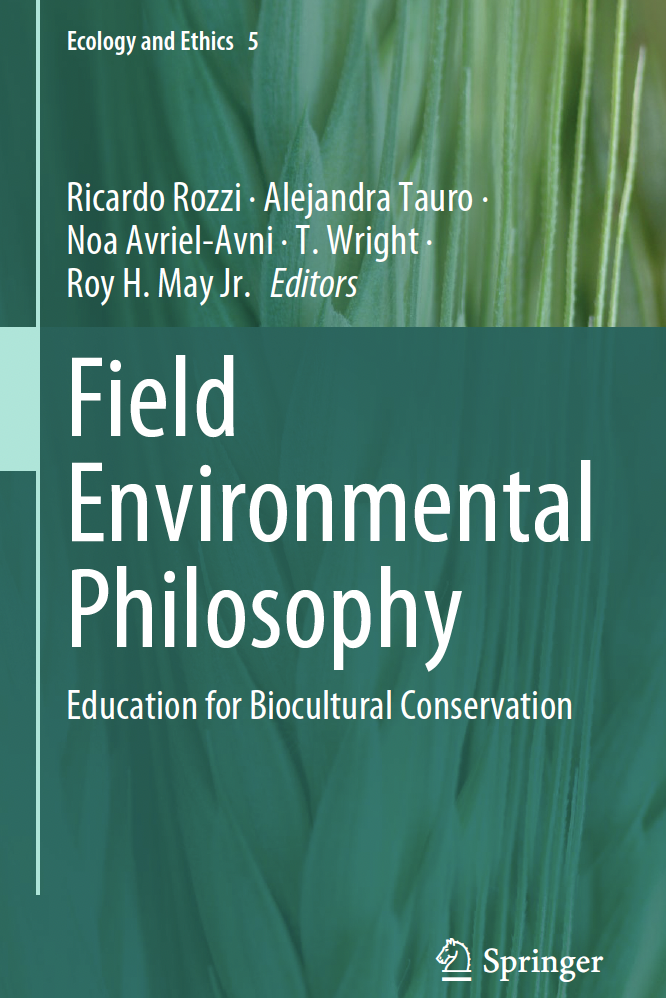 Ecology and Ethics 5
Ricardo Rozzi · Alejandra Tauro ·
Noa Avriel-Avni · T. Wright ·
Roy H. May Jr. Editors
Field
Environmental
Philosophy
Education for Biocultural Conservation
Springer